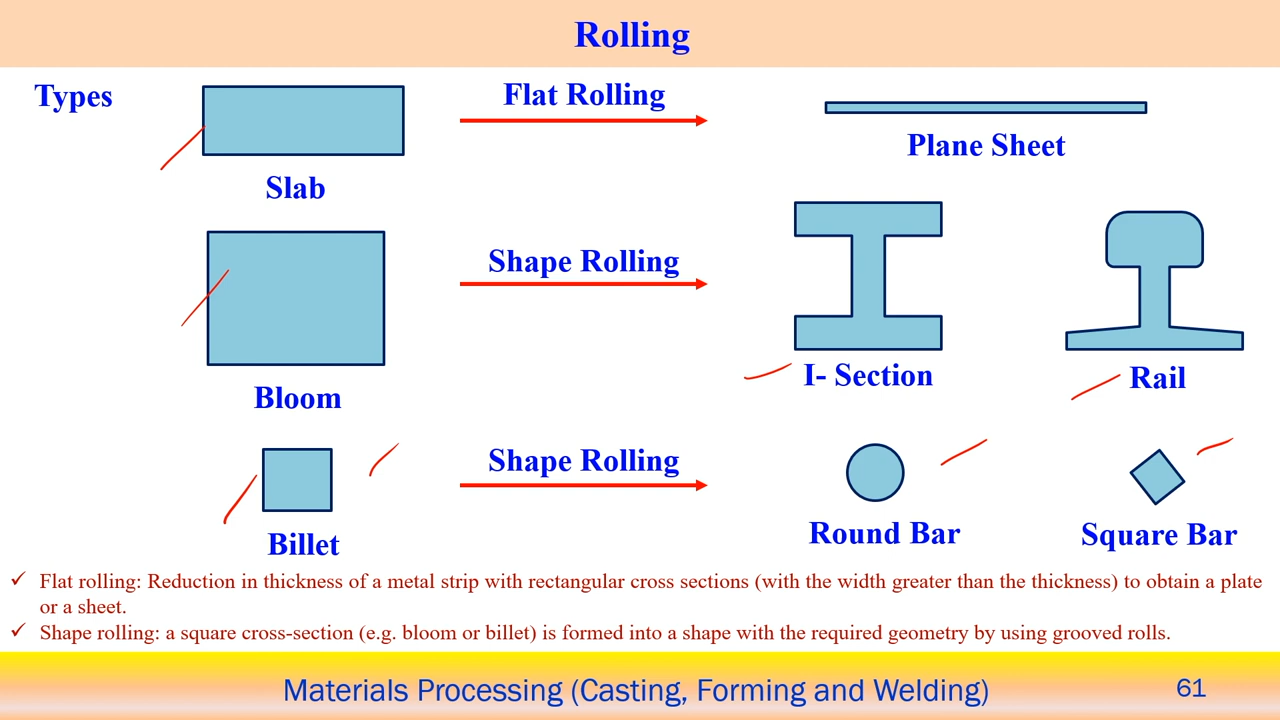 Rolling
Types
Flat Rolling
Slab
Plane Sheet
Shape Rolling
Bloom
I- Section
Rail
Shape Rolling
Billet
Round Bar
Square Bar
✓ Flat rolling: Reduction in thickness of a metal strip with rectangular cross sections (with the width greater than the thickness) to obtain a plate
or a sheet.
✓ Shape rolling: a square cross-section (e.g. bloom or billet) is formed into a shape with the required geometry by using grooved rolls.
Materials Processing (Casting, Forming and Welding)
61